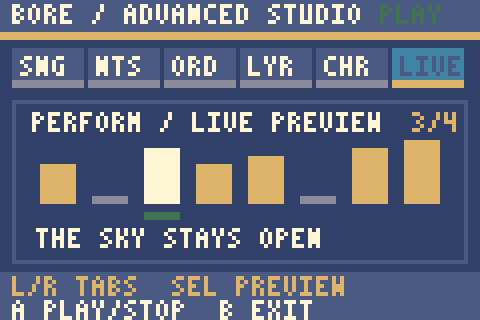 BORE / ADVANCED STUDIO PLAY
SNG NTS ORD LYR CHR LIVE
PERFORM / LIVE PREVIEW 3/4
THE SKY STAYS OPEN
L/R TABS SEL PREVIEW
A PLAY/STOP B EXIT